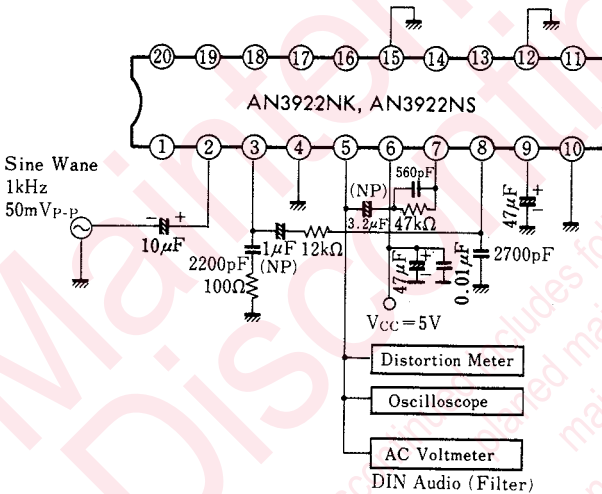 20 19 18 17 16 15 14 13 12 11
AN3922NK, AN3922NS
1 2 3 4 5 6 7 8 9 10
Sine Wane
1kHz
50mVP-P
10μF
2200pF
100Ω
1μF
(NP)
12kΩ
(NP)
3.2μF
560pF
47kΩ
47μF
0.01μF
2700pF
47μF
VCC=5V
Distortion Meter
Oscilloscope
AC Voltmeter
DIN Audio (Filter)
Discontinued